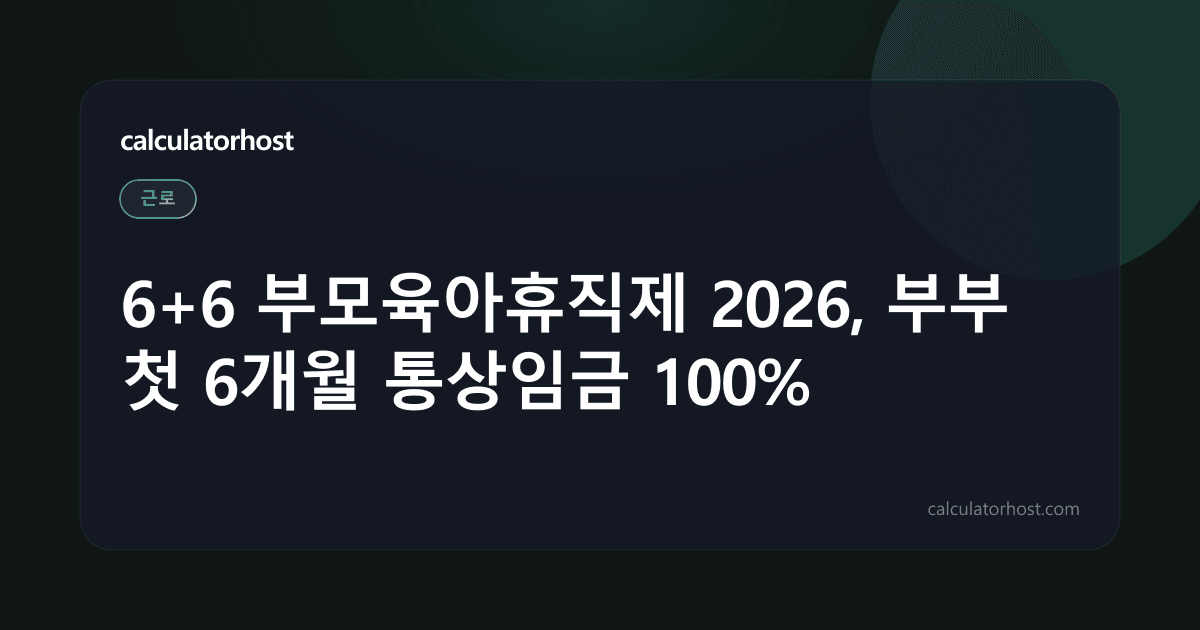 calculatorhost
근로
6+6 부모육아휴직제 2026, 부부
첫 6개월 통상임금 100%
calculatorhost.com